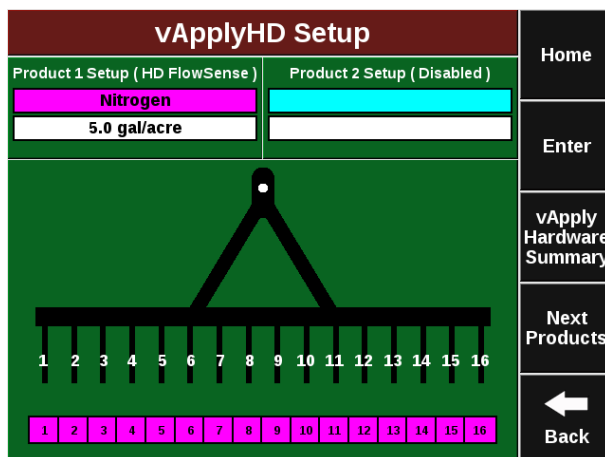 vApplyHD Setup
Product 1 Setup ( HD FlowSense )
Nitrogen
5.0 gal/acre
Product 2 Setup ( Disabled )
1 2 3 4 5 6 7 8 9 10 11 12 13 14 15 16
1 2 3 4 5 6 7 8 9 10 11 12 13 14 15 16
Home
Enter
vApply
Hardware
Summary
Next
Products
Back